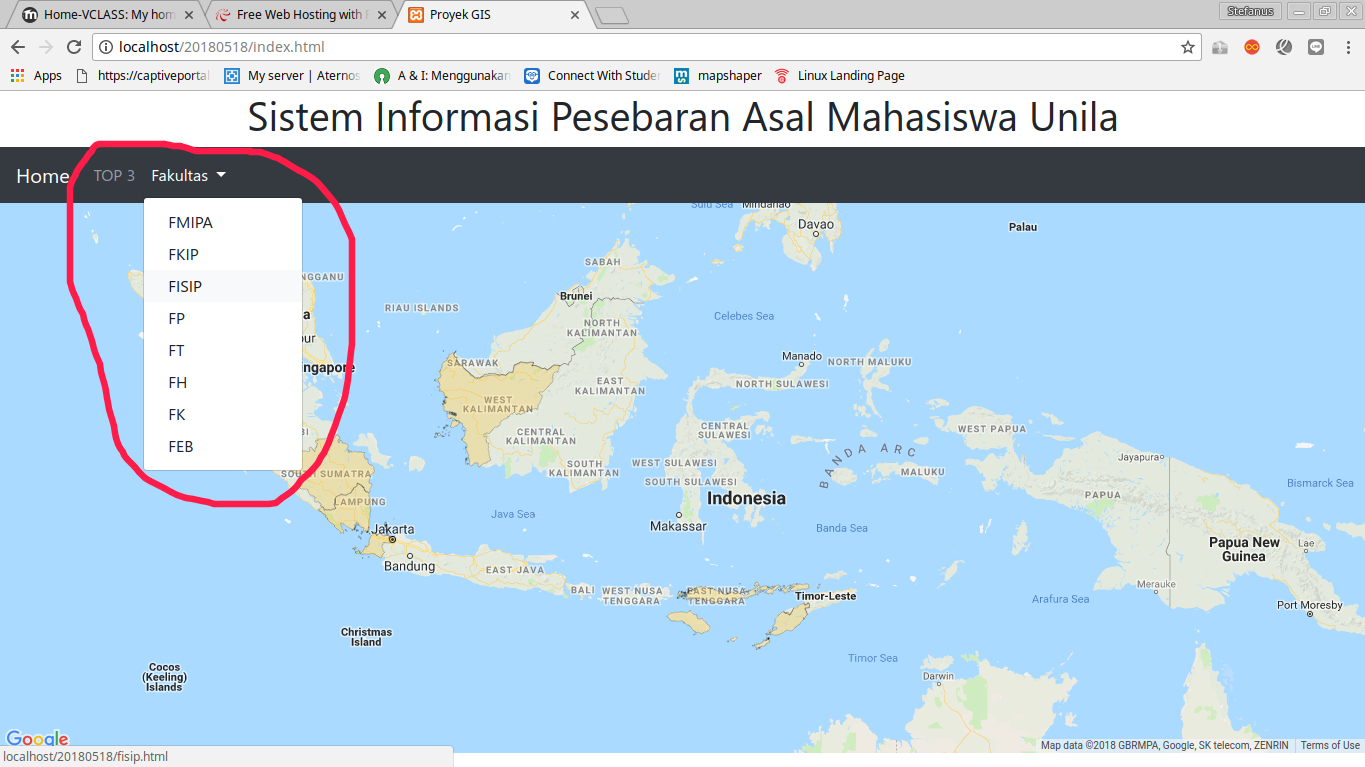 Home-VCLASS: My hom
Free Web Hosting with
Proyek GIS
Stefanus
localhost/20180518/index.html
Apps
https://captiveportal
My server | Aternos
A & I: Menggunakan
Connect With Studen
mapshaper
Linux Landing Page
Sistem Informasi Pesebaran Asal Mahasiswa Unila
Home
TOP 3
Fakultas
FMIPA
FKIP
FISIP
FP
FT
FH
FK
FEB
Sulu Sea
Mindanao
Davao
Palau
SABAH
Brunei
NGGANU
RIAU ISLANDS
NORTH
KALIMANTAN
Celebes Sea
Manado
NORTH MALUKU
ngapore
SARAWAK
WEST
KALIMANTAN
EAST
KALIMANTAN
NORTH SULAWESI
CENTRAL
KALIMANTAN
CENTRAL
SULAWESI
WEST PAPUA
BANDA ARC
SOUTH
KALIMANTAN
WEST SULAWESI
SOUTH SULAWESI
MALUKU
Jayapura
SOUTH SUMATRA
LAMPUNG
Indonesia
PAPUA
Bismarck Sea
Java Sea
Makassar
Banda Sea
Jakarta
Bandung
EAST JAVA
BALI
WEST NUSA
TENGGARA
EAST NUSA
TENGGARA
Timor-Leste
Papua New
Guinea
Lae
Merauke
Arafura Sea
Port Moresby
Christmas
Island
Timor Sea
Cocos
(Keeling)
Islands
Darwin
Google
Map data ©2018 GBRMPA, Google, SK telecom, ZENRIN
Terms of Use
localhost/20180518/fisip.html